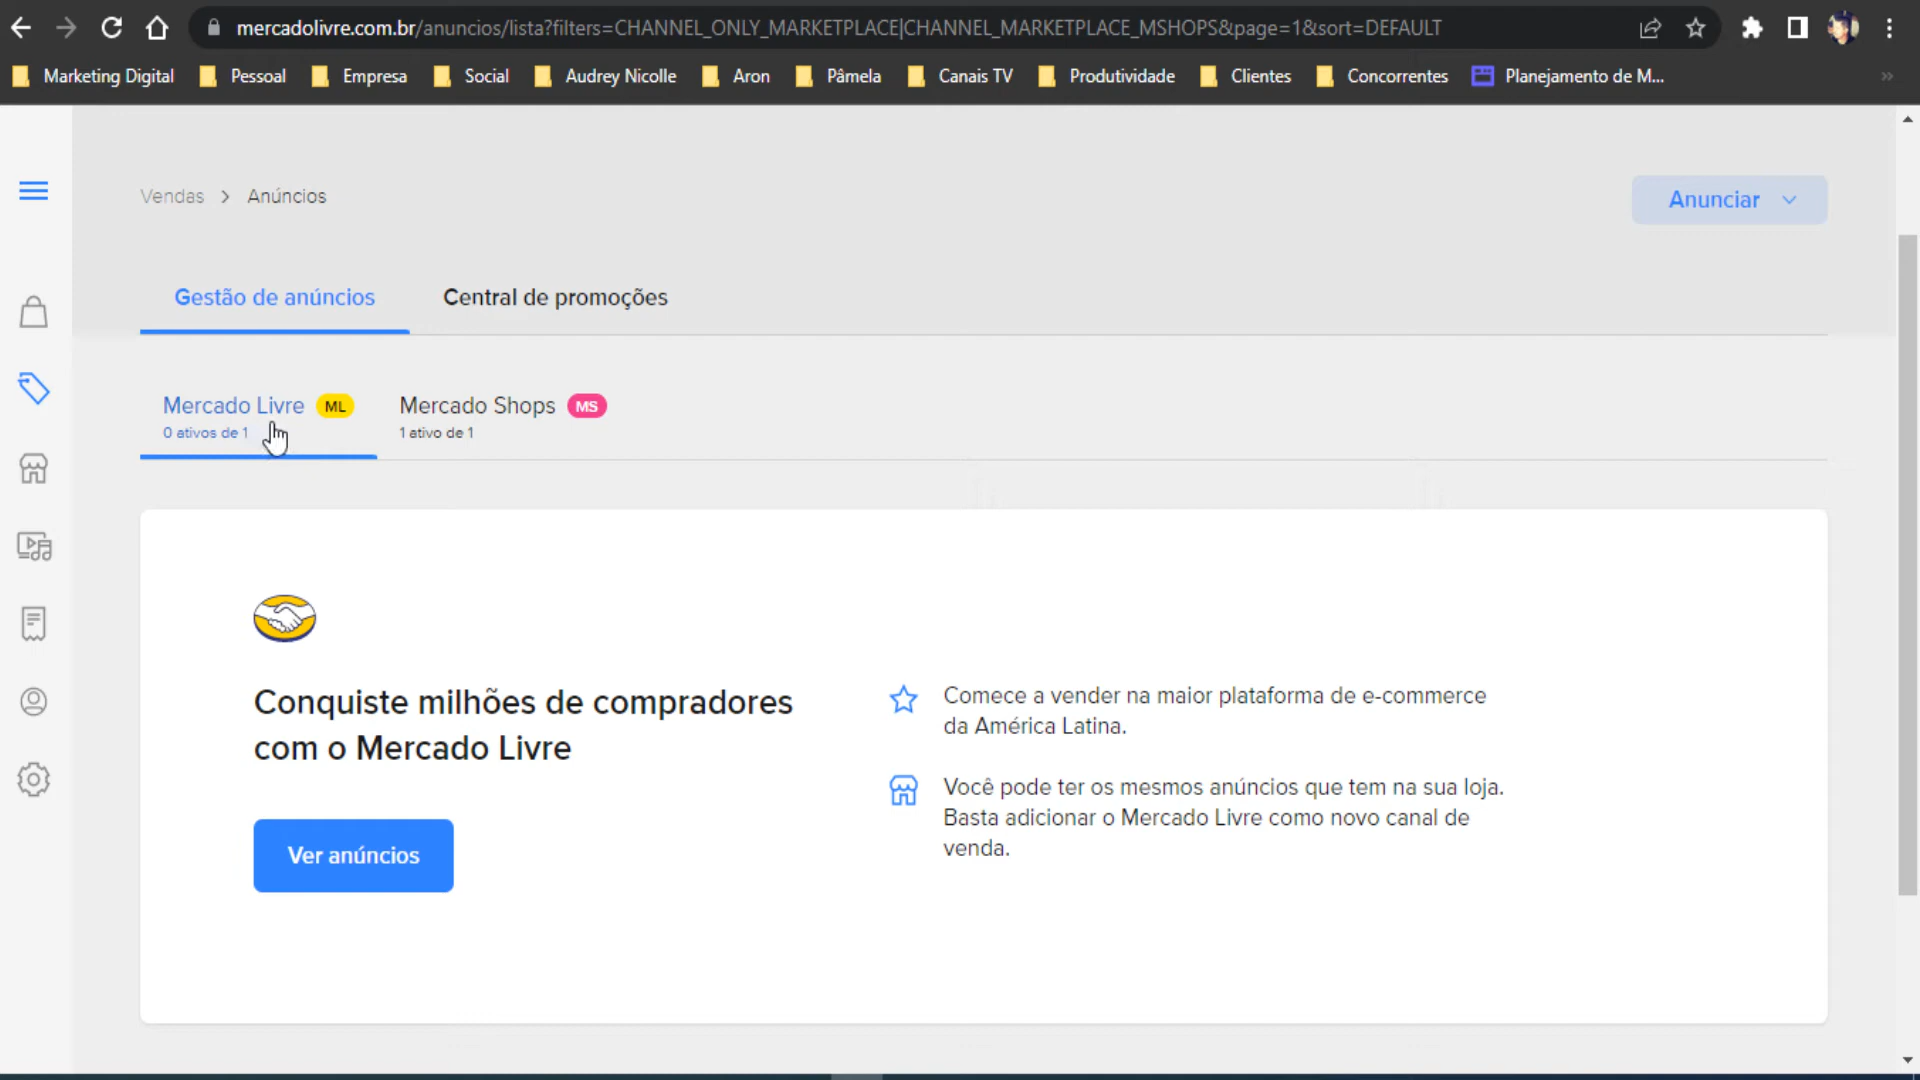 mercadolivre.com.br/anuncios/lista?filters=CHANNEL_ONLY_MARKETPLACE|CHANNEL_MARKETPLACE_MSHOPS&page=1&sort=DEFAULT
Marketing Digital Pessoal Empresa Social Audrey Nicolle Aron Pâmela Canais TV Produtividade Clientes Concorrentes Planejamento de M... »
Vendas > Anúncios
Anunciar
Gestão de anúncios Central de promoções
Mercado Livre ML Mercado Shops MS
0 ativos de 1 1 ativo de 1
Conquiste milhões de compradores
com o Mercado Livre
Ver anúncios
Comece a vender na maior plataforma de e-commerce
da América Latina.
Você pode ter os mesmos anúncios que tem na sua loja.
Basta adicionar o Mercado Livre como novo canal de
venda.